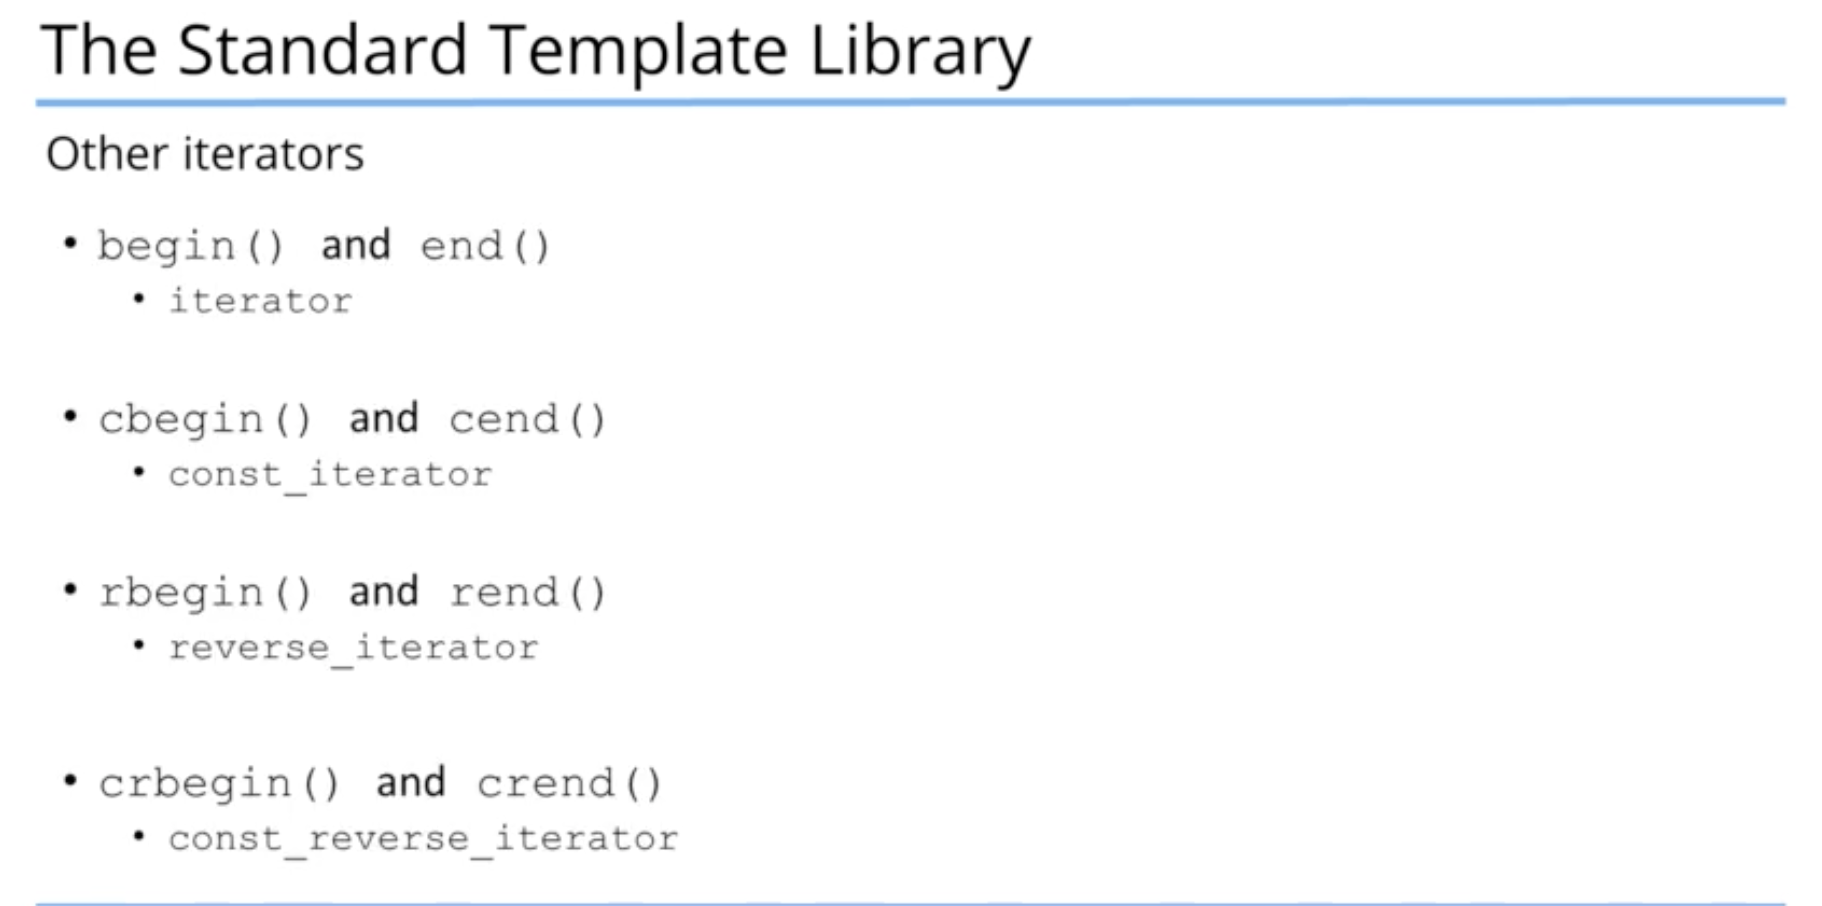 The Standard Template Library
Other iterators
• begin() and end()
• iterator
• cbegin() and cend()
• const_iterator
• rbegin() and rend()
• reverse_iterator
• crbegin() and crend()
• const_reverse_iterator